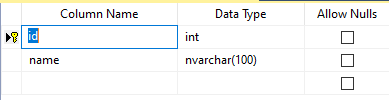 Column Name Data Type Allow Nulls
id int
name nvarchar(100)